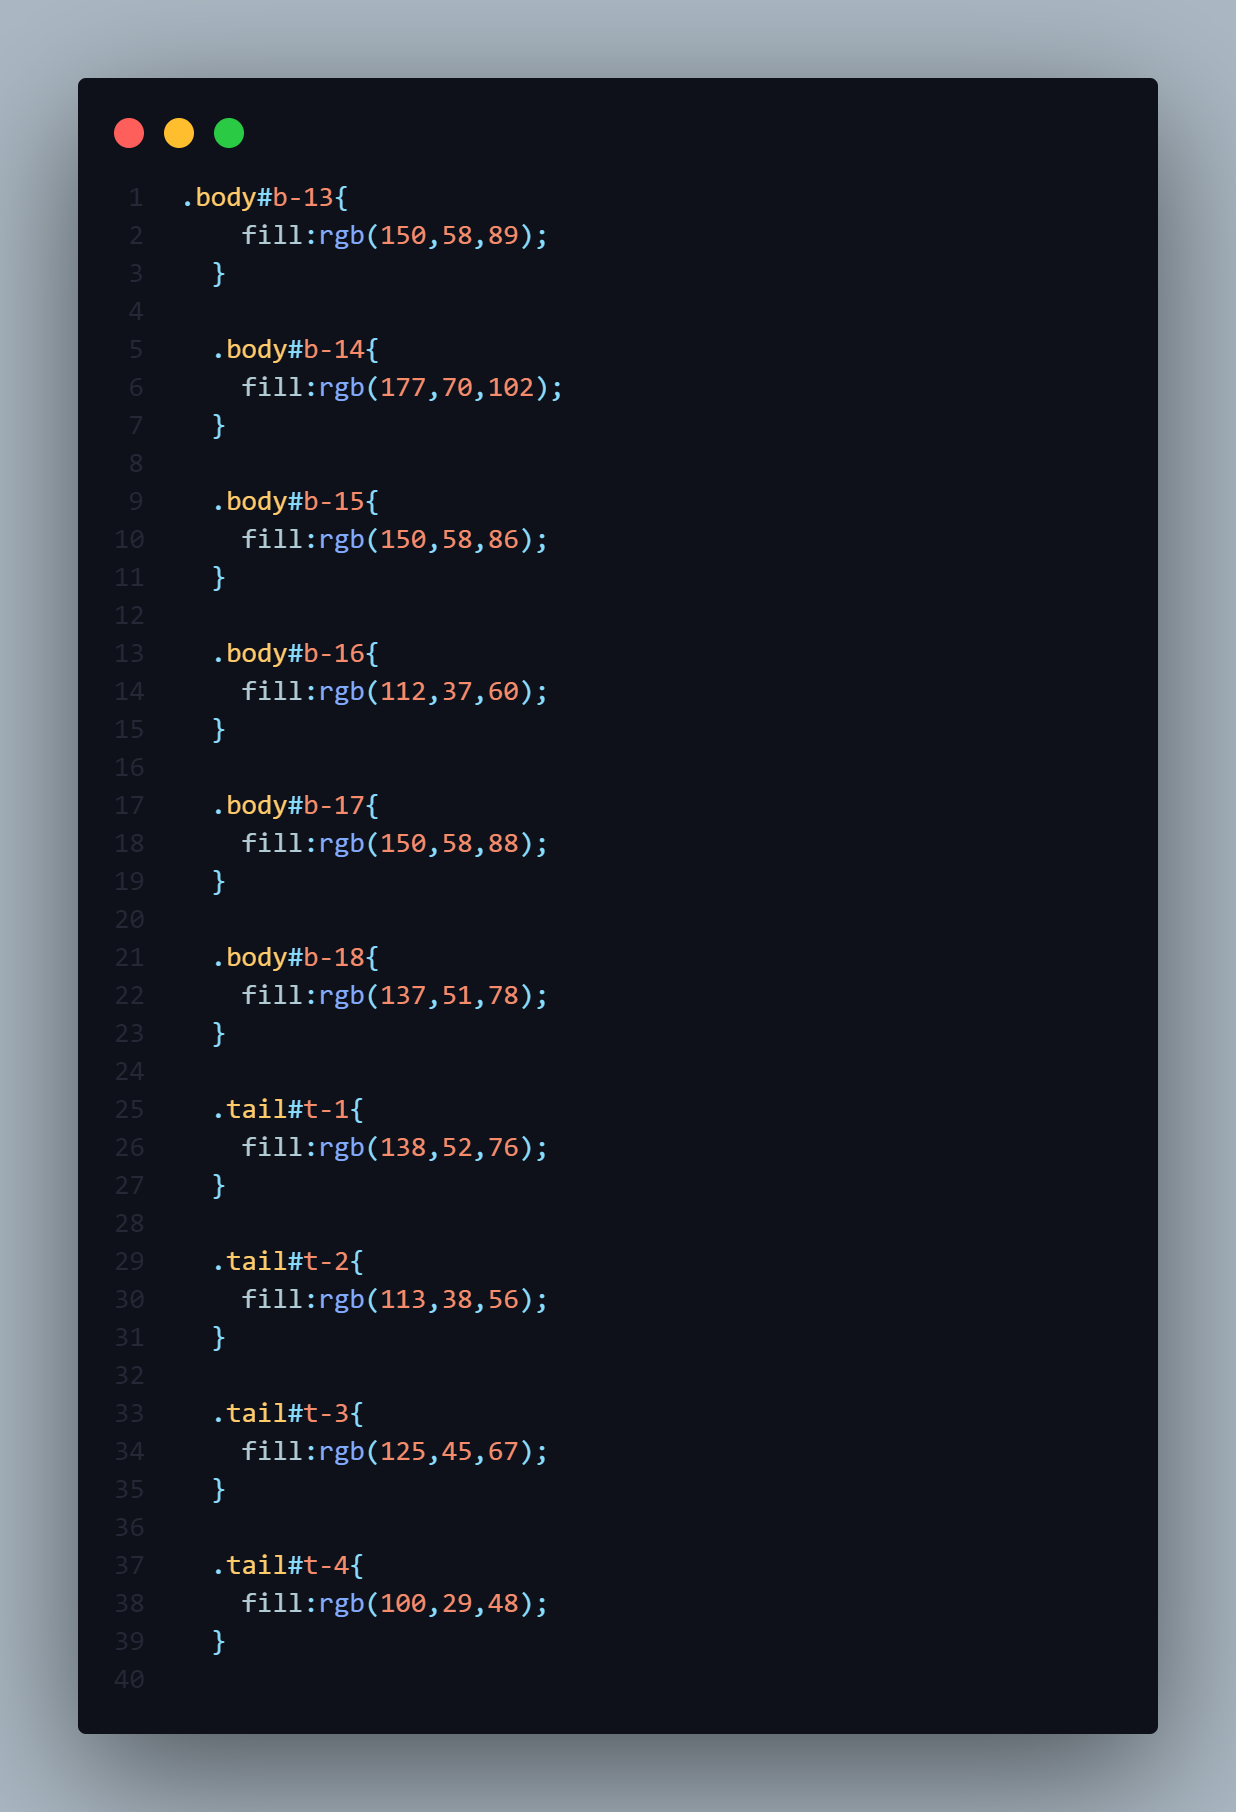 1 .body#b-13{
2 fill:rgb(150,58,89);
3 }
4
5 .body#b-14{
6 fill:rgb(177,70,102);
7 }
8
9 .body#b-15{
10 fill:rgb(150,58,86);
11 }
12
13 .body#b-16{
14 fill:rgb(112,37,60);
15 }
16
17 .body#b-17{
18 fill:rgb(150,58,88);
19 }
20
21 .body#b-18{
22 fill:rgb(137,51,78);
23 }
24
25 .tail#t-1{
26 fill:rgb(138,52,76);
27 }
28
29 .tail#t-2{
30 fill:rgb(113,38,56);
31 }
32
33 .tail#t-3{
34 fill:rgb(125,45,67);
35 }
36
37 .tail#t-4{
38 fill:rgb(100,29,48);
39 }
40